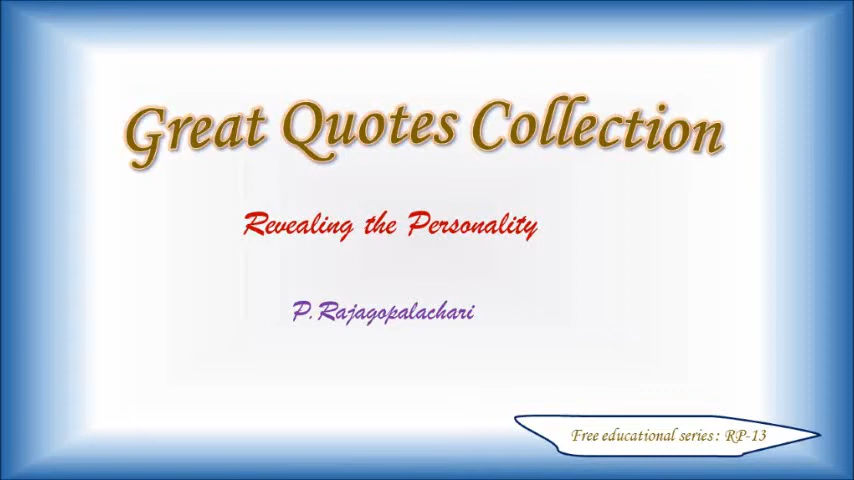 Great Quotes Collection
Revealing the Personality
P.Rajagopalachari
Free educational series : RP-13